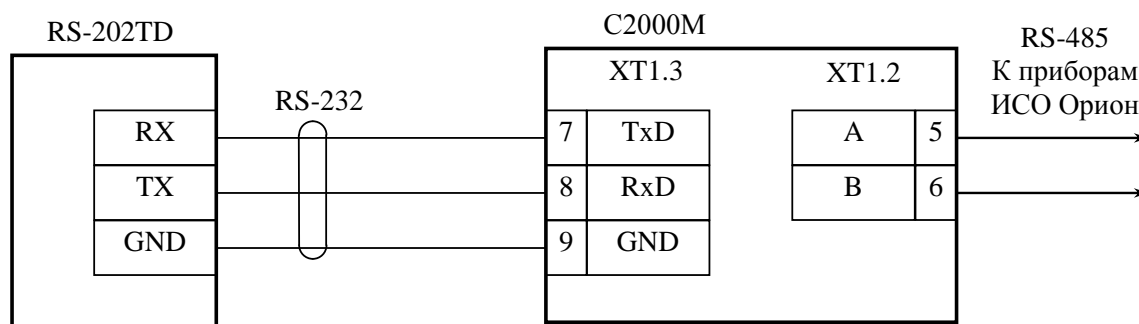 RS-202TD
RS-232
C2000M
XT1.3
XT1.2
RS-485
К приборам
ИСО Орион
RX
7
TxD
A
5
TX
8
RxD
B
6
GND
9
GND